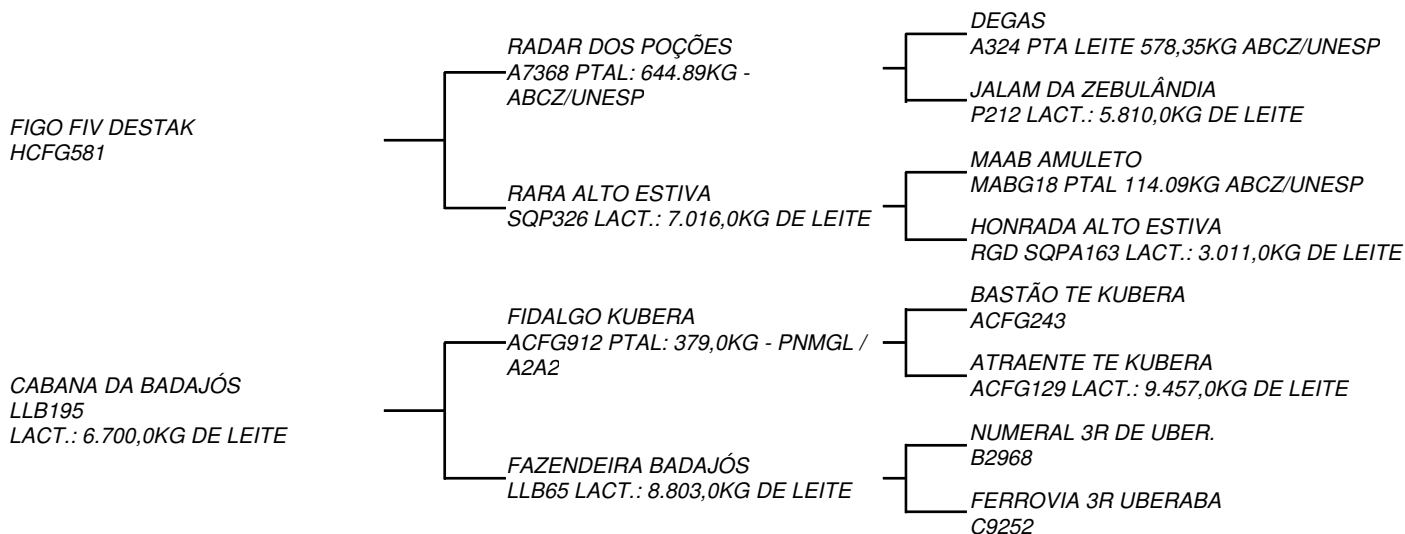 FIGO FIV DESTAK
HCFG581
RADAR DOS POÇÕES
A7368 PTAL: 644.89KG -
ABCZ/UNESP
DEGAS
A324 PTA LEITE 578,35KG ABCZ/UNESP
JALAM DA ZEBULÂNDIA
P212 LACT.: 5.810,0KG DE LEITE
RARA ALTO ESTIVA
SQP326 LACT.: 7.016,0KG DE LEITE
MAAB AMULETO
MABG18 PTAL 114.09KG ABCZ/UNESP
HONRADA ALTO ESTIVA
RGD SQPA163 LACT.: 3.011,0KG DE LEITE
CABANA DA BADAJÓS
LLB195
LACT.: 6.700,0KG DE LEITE
FIDALGO KUBERA
ACFG912 PTAL: 379,0KG - PNMGL /
A2A2
BASTÃO TE KUBERA
ACFG243
ATRAENTE TE KUBERA
ACFG129 LACT.: 9.457,0KG DE LEITE
FAZENDEIRA BADAJÓS
LLB65 LACT.: 8.803,0KG DE LEITE
NUMERAL 3R DE UBER.
B2968
FERROVIA 3R UBERABA
C9252